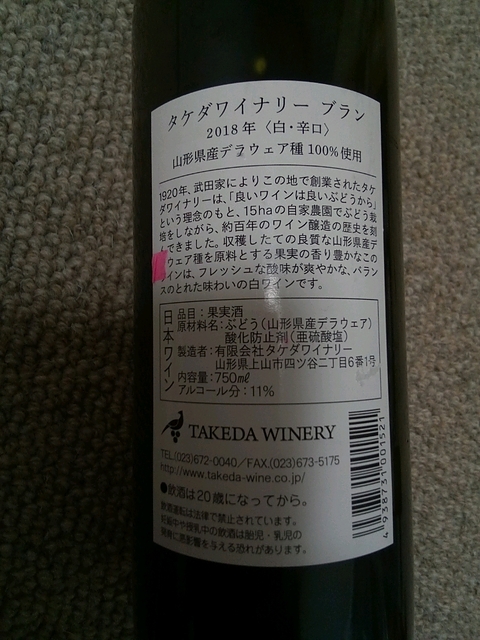 タケダワイナリー ブラン
2018年〈白・辛口〉
山形県産デラウェア種100%使用
1920年、武田家によりこの地で創業されたタケ
ダワイナリーは、「良いワインは良いぶどうから」
という理念のもと、15haの自家農園でぶどう栽
培をしながら、約百年のワイン醸造の歴史を刻
んできました。収穫したての良質な山形県産デ
ラウェア種を原料とする果実の香り豊かなこの
ワインは、フレッシュな酸味が爽やかな、バラン
スのとれた味わいの白ワインです。
日本ワイン
品目：果実酒
原材料名：ぶどう（山形県産デラウェア）
酸化防止剤（亜硫酸塩）
製造者：有限会社タケダワイナリー
山形県上山市四ツ谷二丁目6番1号
内容量：750㎖
アルコール分：11%
TAKEDA WINERY
TEL.(023)672-0040／FAX.(023)673-5175
http://www.takeda-wine.co.jp/
●飲酒は20歳になってから。
飲酒運転は法律で禁止されています。
妊娠中や授乳中の飲酒は胎児・乳児の
発育に悪影響を与える恐れがあります。
4 938731 001521